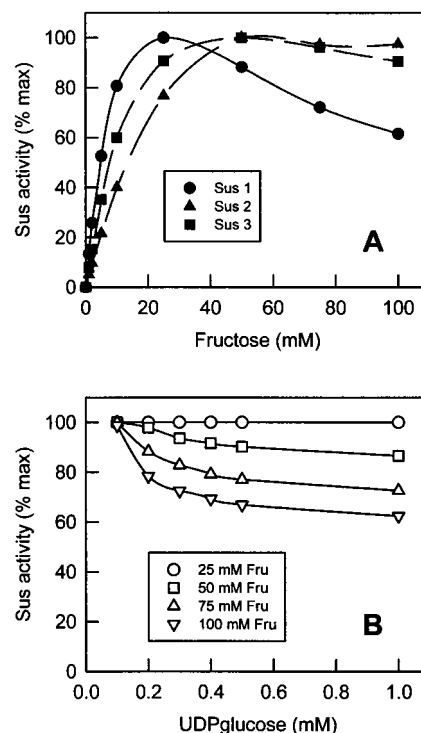 Sus activity (% max)
100
80
60
40
20
0
Sus 1
Sus 2
Sus 3
A
0 20 40 60 80 100
Fructose (mM)
Sus activity (% max)
100
80
60
40
20
0
25 mM Fru
50 mM Fru
75 mM Fru
100 mM Fru
B
0.0 0.2 0.4 0.6 0.8 1.0
UDPglucose (mM)